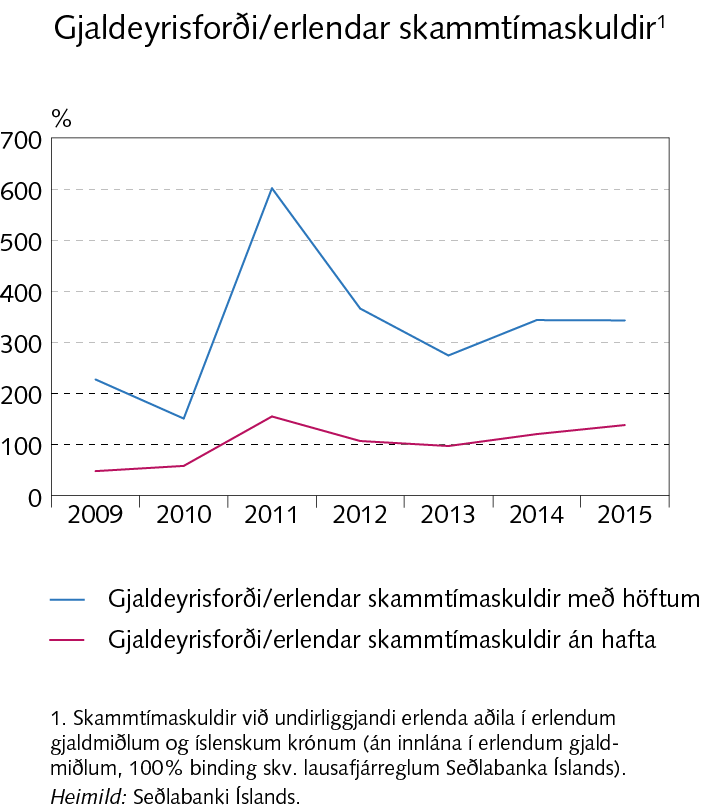 Gjaldeyrisforði/erlendar skammtímaskuldir¹
%
700
600
500
400
300
200
100
0
2009 2010 2011 2012 2013 2014 2015
Gjaldeyrisforði/erlendar skammtímaskuldir með höftum
Gjaldeyrisforði/erlendar skammtímaskuldir án hafta
1. Skammtímaskuldir við undirliggjandi erlenda aðila í erlendum
gjaldmiðlum og íslenskum krónum (án innlána í erlendum gjald-
miðlum, 100% binding skv. lausafjárreglum Seðlabanka Íslands).
Heimild: Seðlabanki Íslands.